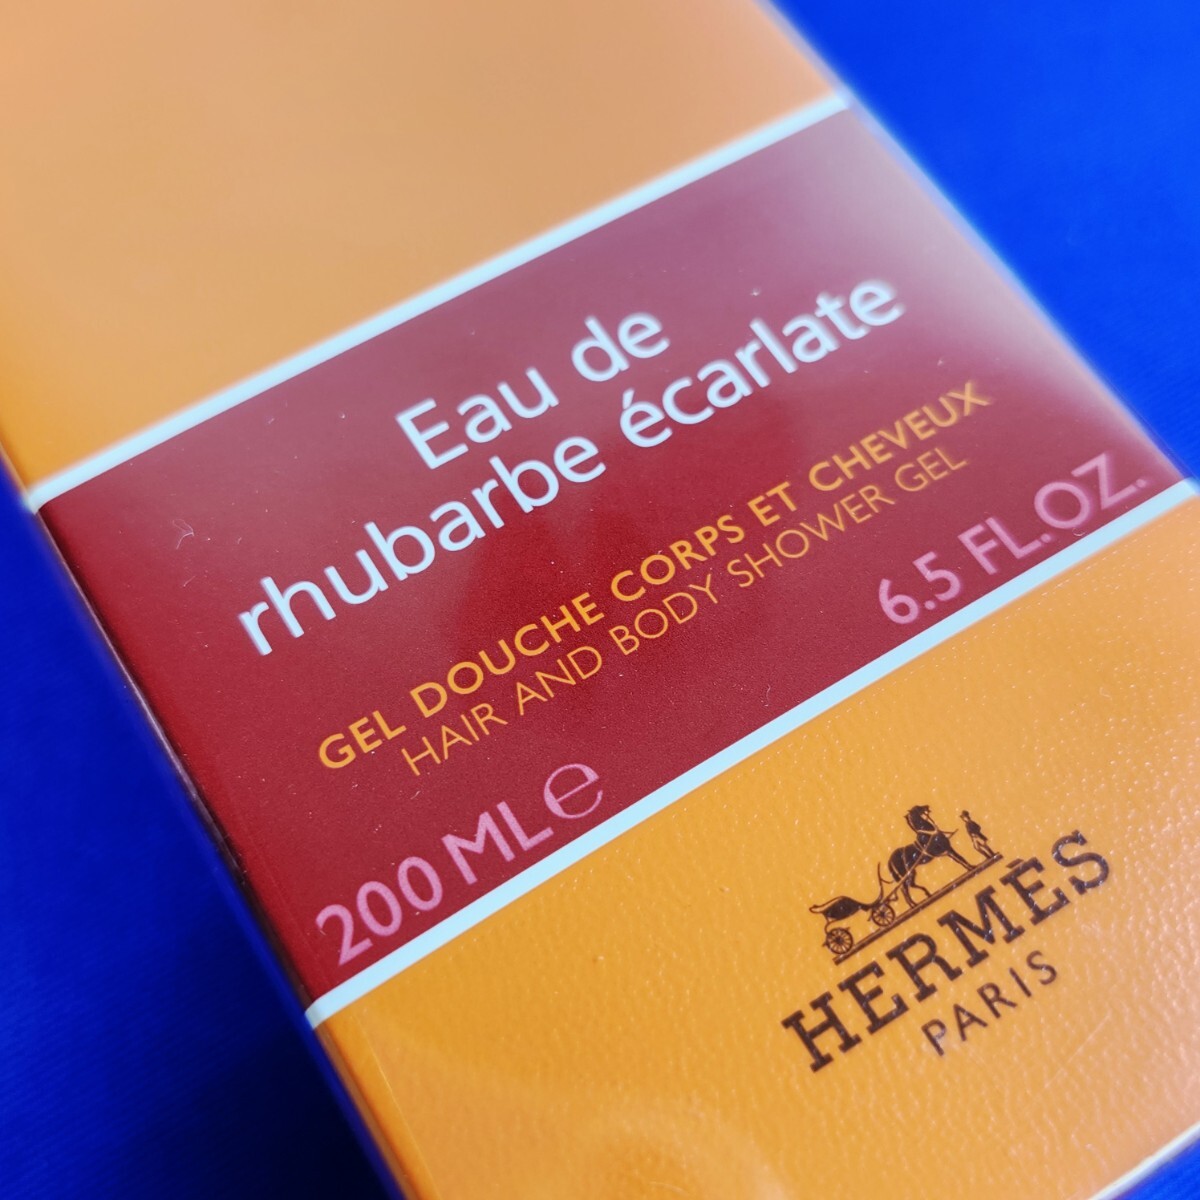 Eau de
rhubarbe écarlate
GEL DOUCHE CORPS ET CHEVEUX
HAIR AND BODY SHOWER GEL
200 ML ℮ 6.5 FL.OZ.
HERMÈS
PARIS